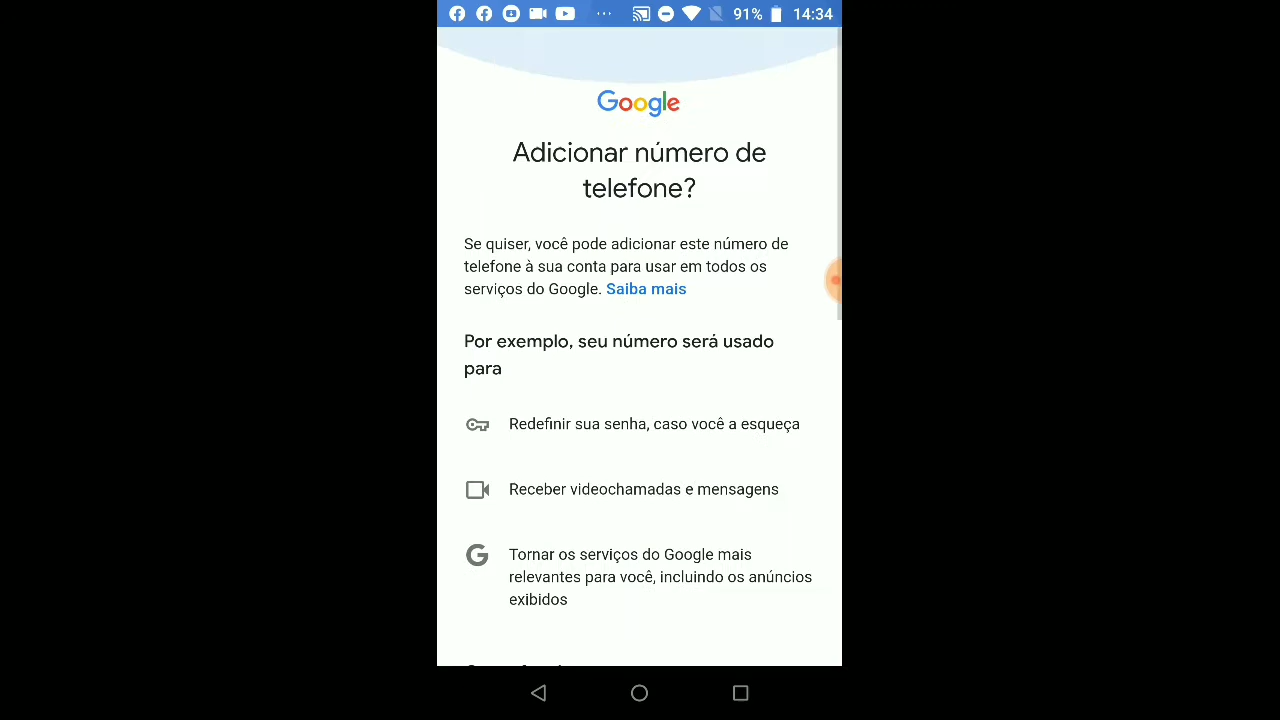 91% 14:34
Google
Adicionar número de
telefone?
Se quiser, você pode adicionar este número de
telefone à sua conta para usar em todos os
serviços do Google. Saiba mais
Por exemplo, seu número será usado
para
Redefinir sua senha, caso você a esqueça
Receber videochamadas e mensagens
Tornar os serviços do Google mais
relevantes para você, incluindo os anúncios
exibidos